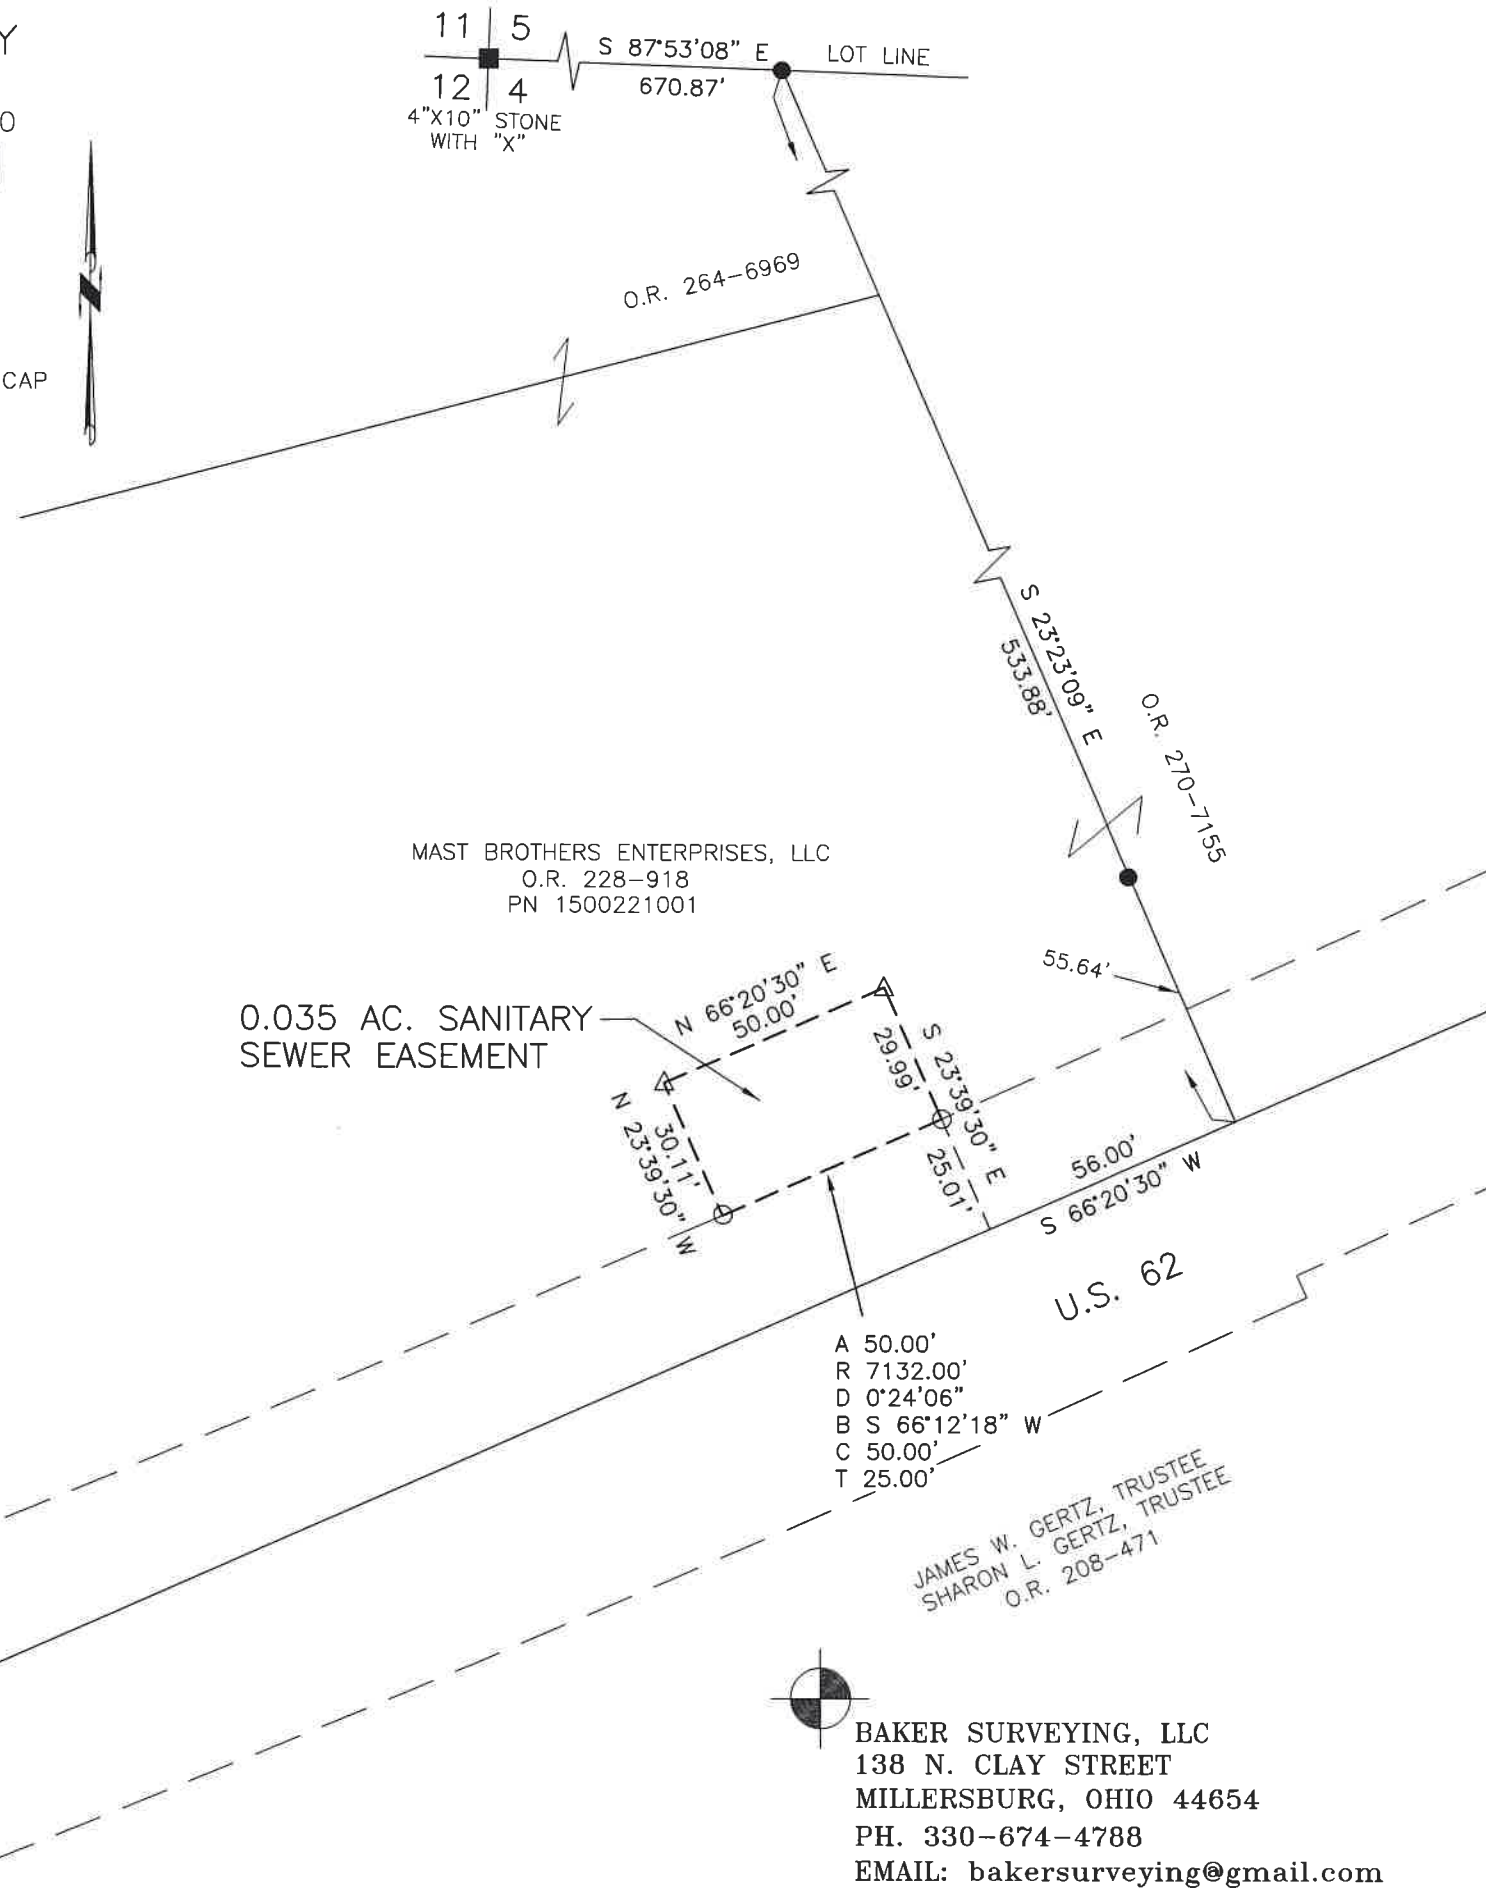 Y
11 5
12 4
4"X10" STONE
WITH "X"
S 87°53'08" E
670.87'
LOT LINE
O
N
CAP
O.R. 264-6969
S 23°23'09" E
533.88'
O.R. 270-7155
MAST BROTHERS ENTERPRISES, LLC
O.R. 228-918
PN 1500221001
55.64'
0.035 AC. SANITARY
SEWER EASEMENT
N 66°20'30" E
50.00'
S 23°39'30" E
29.99'
25.01'
30.11'
N 23°39'30" W
56.00'
S 66°20'30" W
U.S. 62
A 50.00'
R 7132.00'
D 0°24'06"
B S 66°12'18" W
C 50.00'
T 25.00'
JAMES W. GERTZ, TRUSTEE
SHARON L. GERTZ, TRUSTEE
O.R. 208-471
BAKER SURVEYING, LLC
138 N. CLAY STREET
MILLERSBURG, OHIO 44654
PH. 330-674-4788
EMAIL: bakersurveying@gmail.com